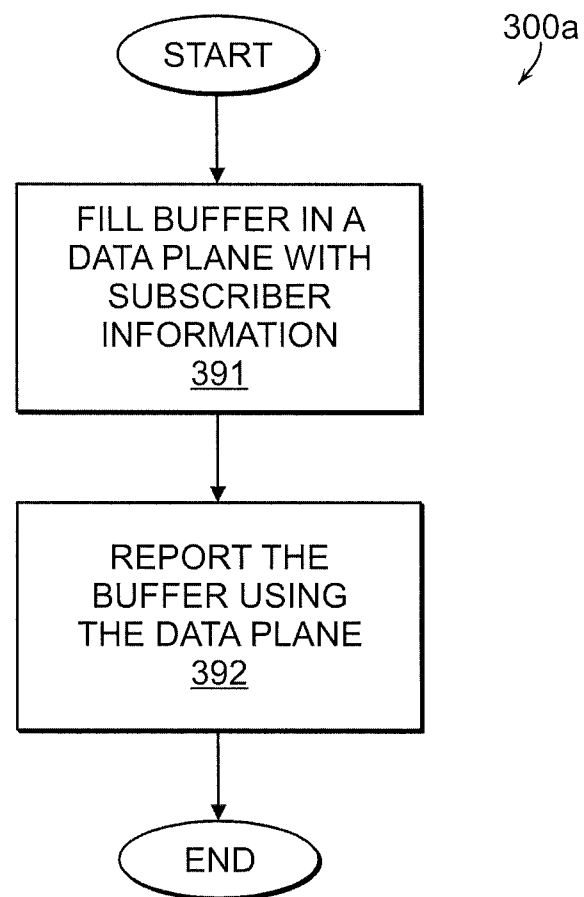 300a
START
FILL BUFFER IN A
DATA PLANE WITH
SUBSCRIBER
INFORMATION
391
REPORT THE
BUFFER USING
THE DATA PLANE
392
END